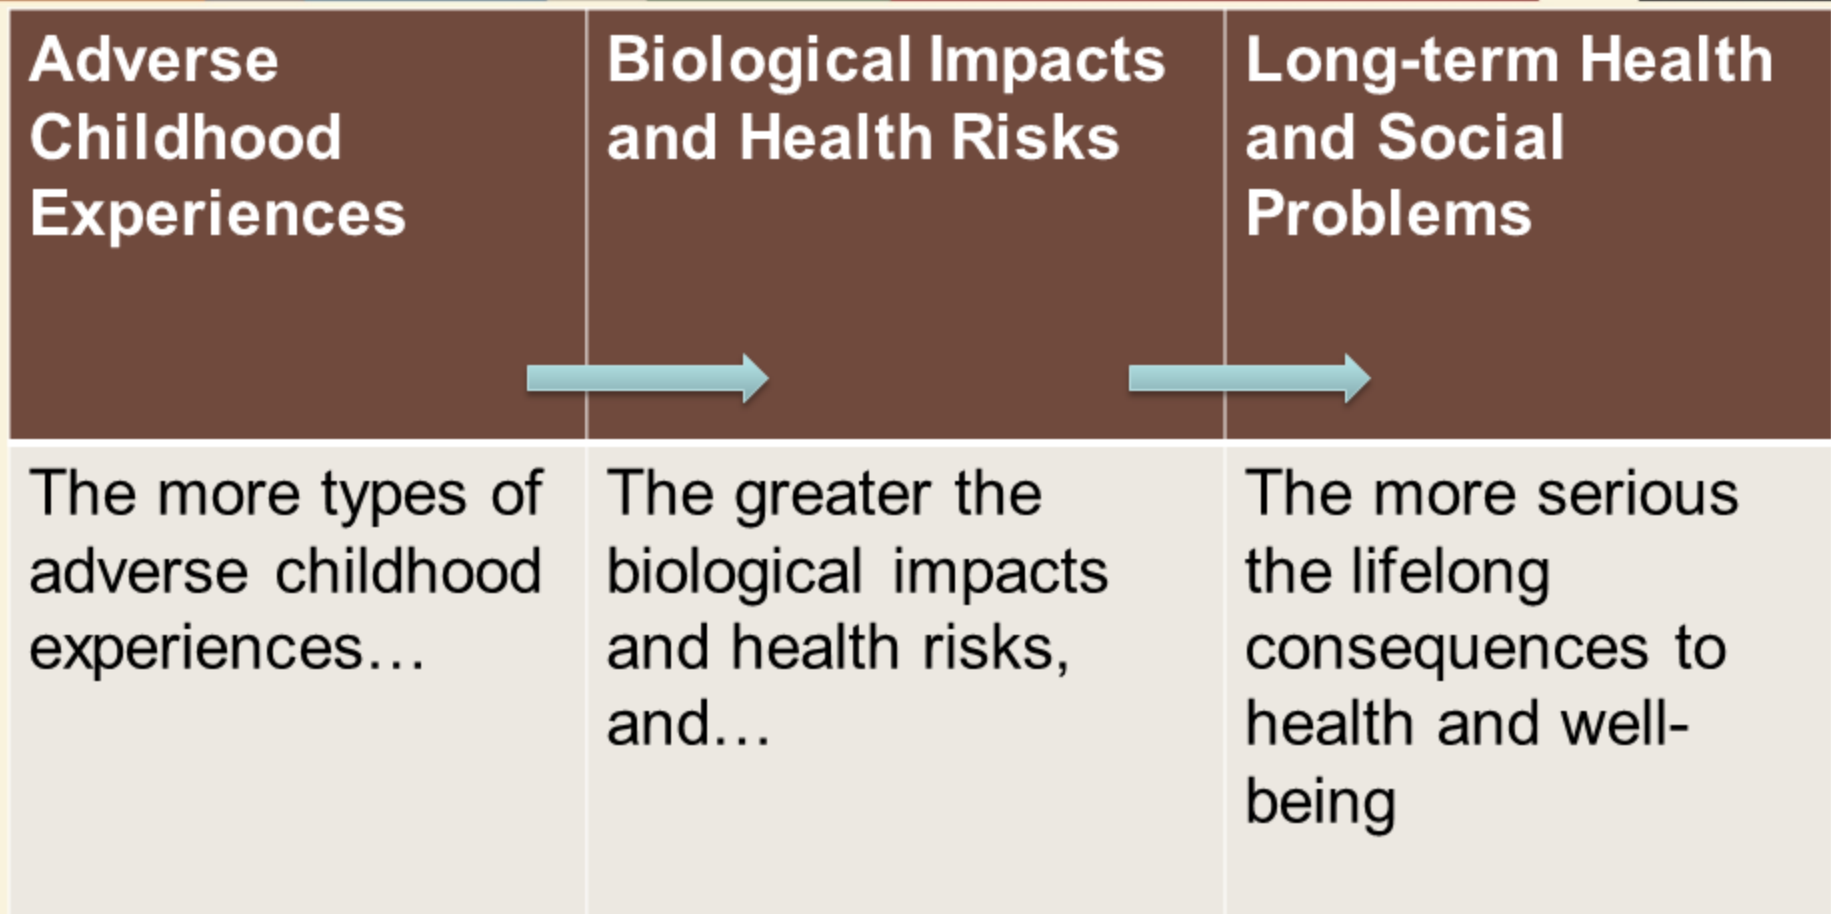 Adverse
Childhood
Experiences
Biological Impacts
and Health Risks
Long-term Health
and Social
Problems
The more types of
adverse childhood
experiences…
The greater the
biological impacts
and health risks,
and…
The more serious
the lifelong
consequences to
health and well-
being